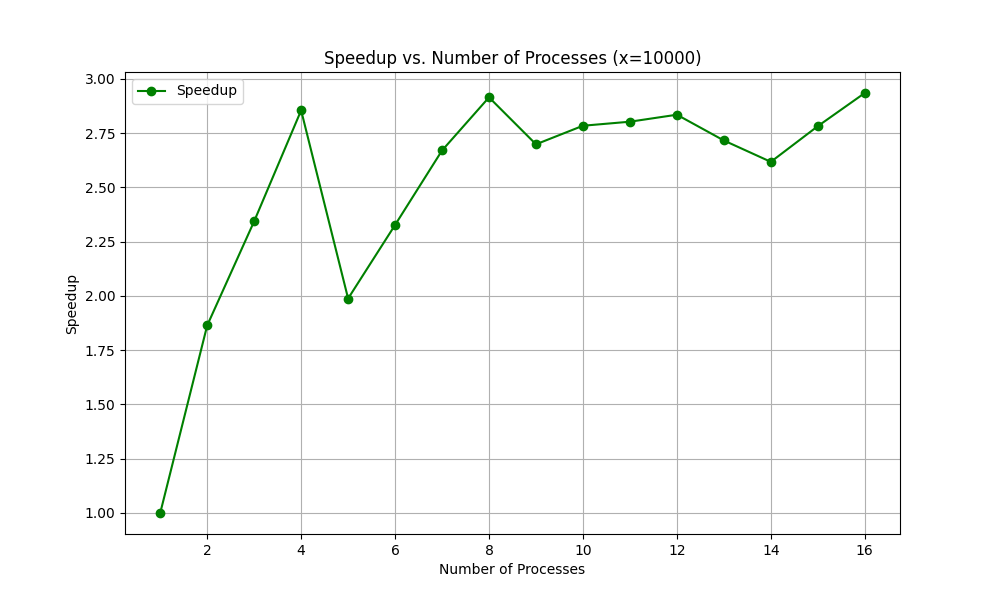 Speedup vs. Number of Processes (x=10000)
Speedup
3.00
2.75
2.50
2.25
2.00
1.75
1.50
1.25
1.00
Speedup
2 4 6 8 10 12 14 16
Number of Processes